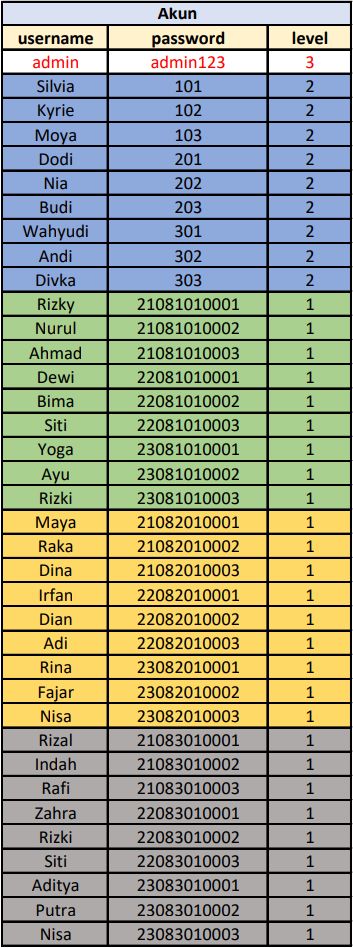 Akun
username password level
admin admin123 3
Silvia 101 2
Kyrie 102 2
Moya 103 2
Dodi 201 2
Nia 202 2
Budi 203 2
Wahyudi 301 2
Andi 302 2
Divka 303 2
Rizky 21081010001 1
Nurul 21081010002 1
Ahmad 21081010003 1
Dewi 22081010001 1
Bima 22081010002 1
Siti 22081010003 1
Yoga 23081010001 1
Ayu 23081010002 1
Rizki 23081010003 1
Maya 21082010001 1
Raka 21082010002 1
Dina 21082010003 1
Irfan 22082010001 1
Dian 22082010002 1
Adi 22082010003 1
Rina 23082010001 1
Fajar 23082010002 1
Nisa 23082010003 1
Rizal 21083010001 1
Indah 21083010002 1
Rafi 21083010003 1
Zahra 22083010001 1
Rizki 22083010002 1
Siti 22083010003 1
Aditya 23083010001 1
Putra 23083010002 1
Nisa 23083010003 1